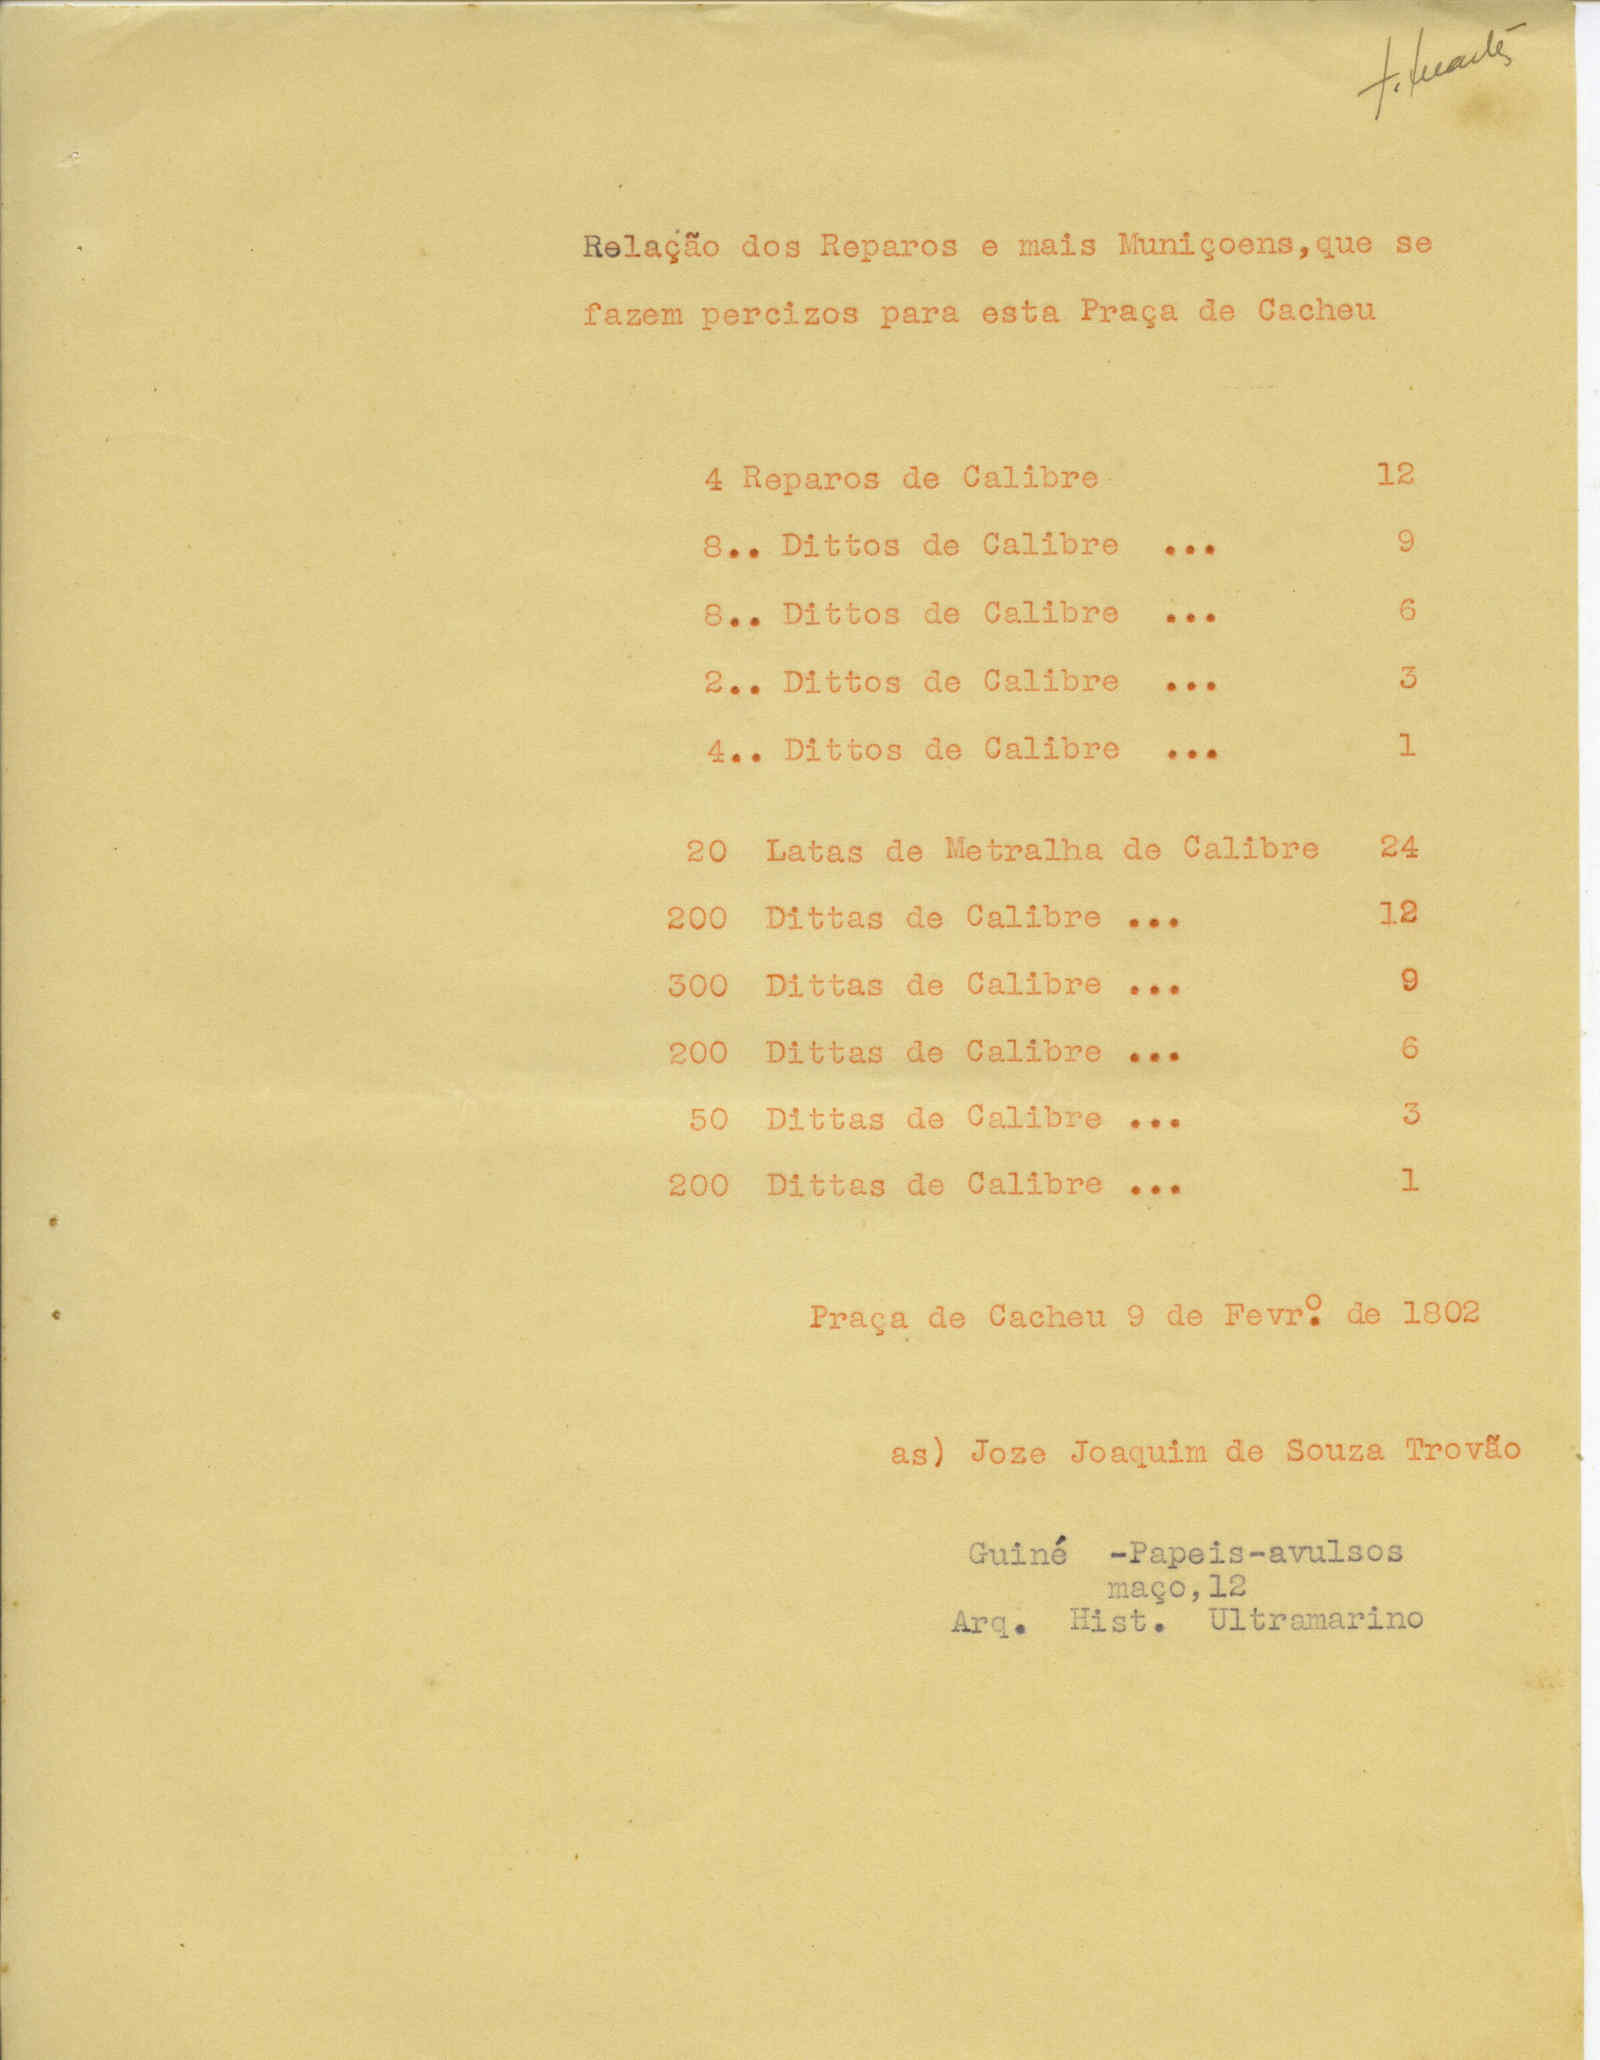 Relação dos Reparos e mais Muniçoens,que se
fazem percizos para esta Praça de Cacheu
4 Reparos de Calibre 12
8.. Dittos de Calibre ... 9
8.. Dittos de Calibre ... 6
2.. Dittos de Calibre ... 3
4.. Dittos de Calibre ... 1
20 Latas de Metralha de Calibre 24
200 Dittas de Calibre ... 12
300 Dittas de Calibre ... 9
200 Dittas de Calibre ... 6
50 Dittas de Calibre ... 3
200 Dittas de Calibre ... 1
Praça de Cacheu 9 de Fevrº. de 1802
as) Joze Joaquim de Souza Trovão
Guiné -Papeis-avulsos
maço,12
Arq. Hist. Ultramarino